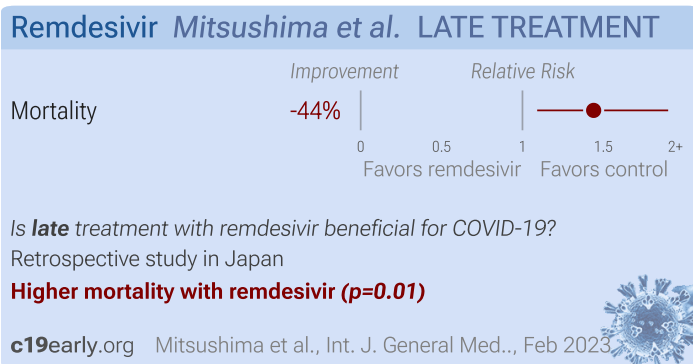 Remdesivir Mitsushima et al. LATE TREATMENT
Improvement Relative Risk
Mortality -44%
0 0.5 1 1.5 2+
Favors remdesivir Favors control
Is late treatment with remdesivir beneficial for COVID-19?
Retrospective study in Japan
Higher mortality with remdesivir (p=0.01)
c19early.org Mitsushima et al., Int. J. General Med.., Feb 2023